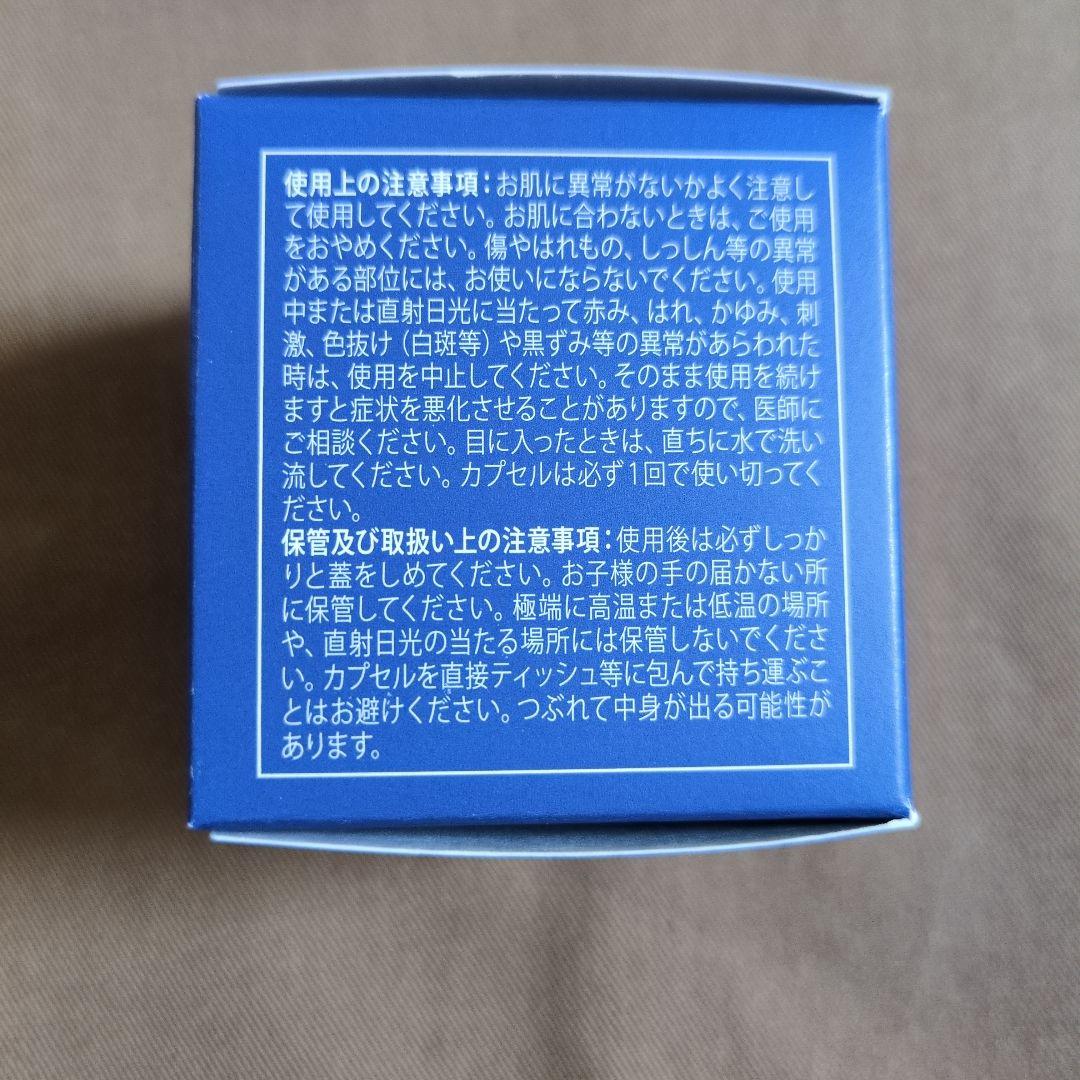 使用上の注意事項：お肌に異常がないかよく注意し
て使用してください。お肌に合わないときは、ご使用
をおやめください。傷やはれもの、しっしん等の異常
がある部位には、お使いにならないでください。使用
中または直射日光に当たって赤み、はれ、かゆみ、刺
激、色抜け（白斑等）や黒ずみ等の異常があらわれた
時は、使用を中止してください。そのまま使用を続け
ますと症状を悪化させることがありますので、医師に
ご相談ください。目に入ったときは、直ちに水で洗い
流してください。カプセルは必ず1回で使い切ってく
ださい。
保管及び取扱い上の注意事項：使用後は必ずしっか
りと蓋をしめてください。お子様の手の届かない所
に保管してください。極端に高温または低温の場所
や、直射日光の当たる場所には保管しないでくださ
い。カプセルを直接ティッシュ等に包んで持ち運ぶこ
とはお避けください。つぶれて中身が出る可能性が
あります。